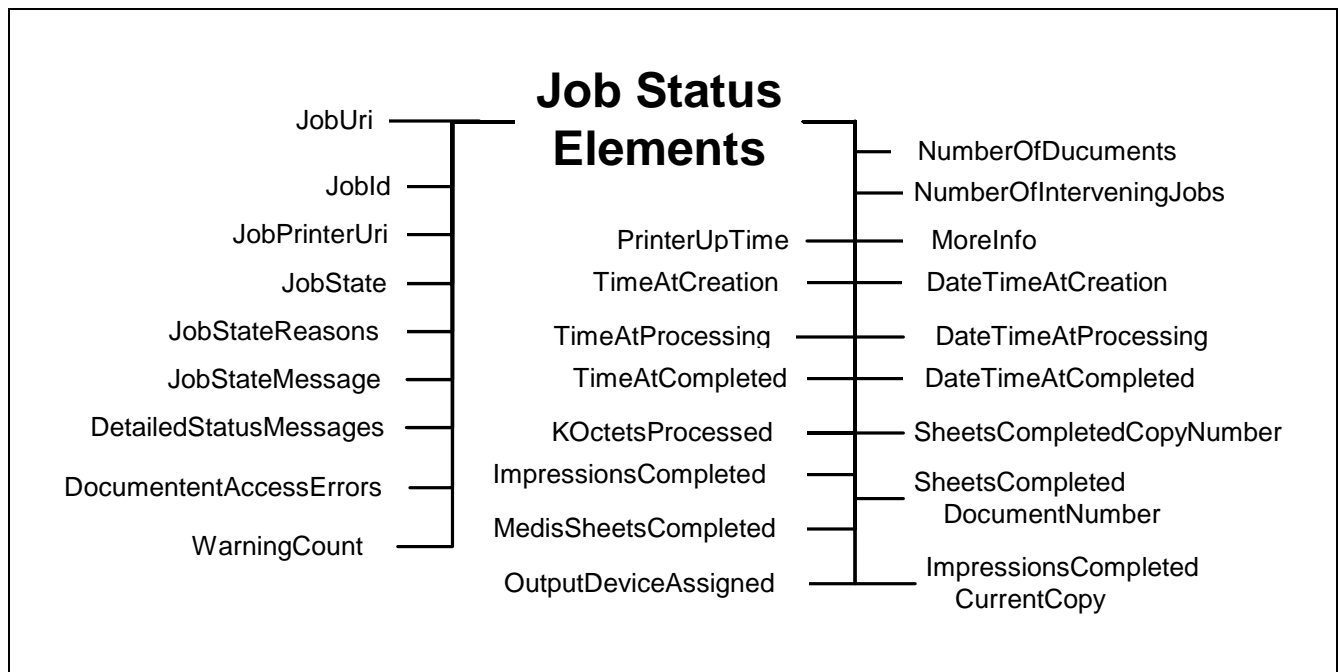 Job Status
Elements
JobUri
JobId
JobPrinterUri
JobState
JobStateReasons
JobStateMessage
DetailedStatusMessages
DocumententAccessErrors
WarningCount
PrinterUpTime
TimeAtCreation
TimeAtProcessing
TimeAtCompleted
KOctetsProcessed
ImpressionsCompleted
MedisSheetsCompleted
OutputDeviceAssigned
NumberOfDucuments
NumberOfInterveningJobs
MoreInfo
DateTimeAtCreation
DateTimeAtProcessing
DateTimeAtCompleted
SheetsCompletedCopyNumber
SheetsCompleted
DocumentNumber
ImpressionsCompleted
CurrentCopy